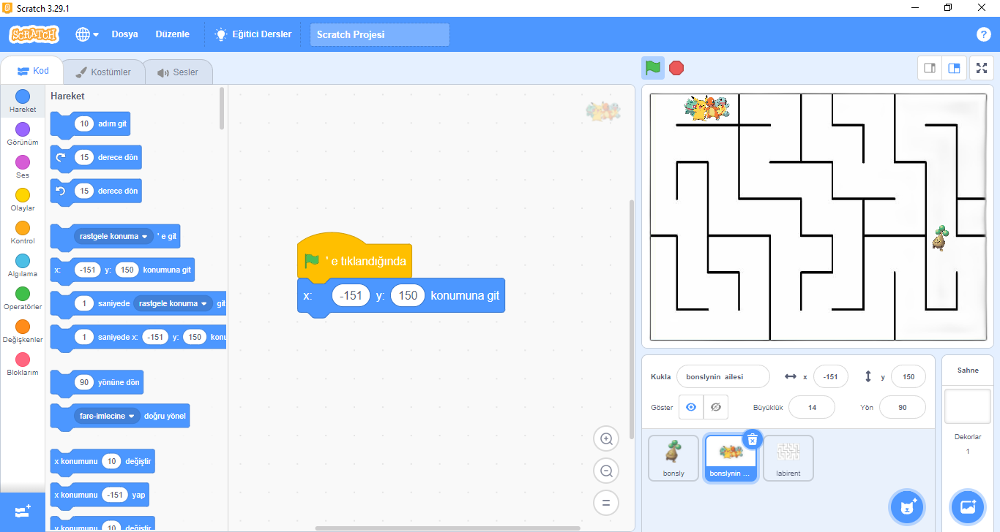 Scratch 3.29.1
SCRATCH
Dosya
Düzenle
Eğitici Dersler
Scratch Projesi
?
Kod
Kostümler
Sesler
Hareket
Görünüm
Ses
Olaylar
Kontrol
Algılama
Operatörler
Değişkenler
Bloklarım
Hareket
10 adım git
15 derece dön
15 derece dön
rastgele konuma ' e git
x: -151 y: 150 konumuna git
1 saniyede rastgele konuma git
1 saniyede x: -151 y: 150 konu
90 yönüne dön
fare-imlecine doğru yönel
x konumunu 10 değiştir
x konumunu -151 yap
y konumunu 10 değiştir
' e tıklandığında
x: -151 y: 150 konumuna git
Kukla bonslynin ailesi x -151 y 150
Göster Büyüklük 14 Yön 90
bonsly
bonslynin ...
labirent
Sahne
Dekorlar
1